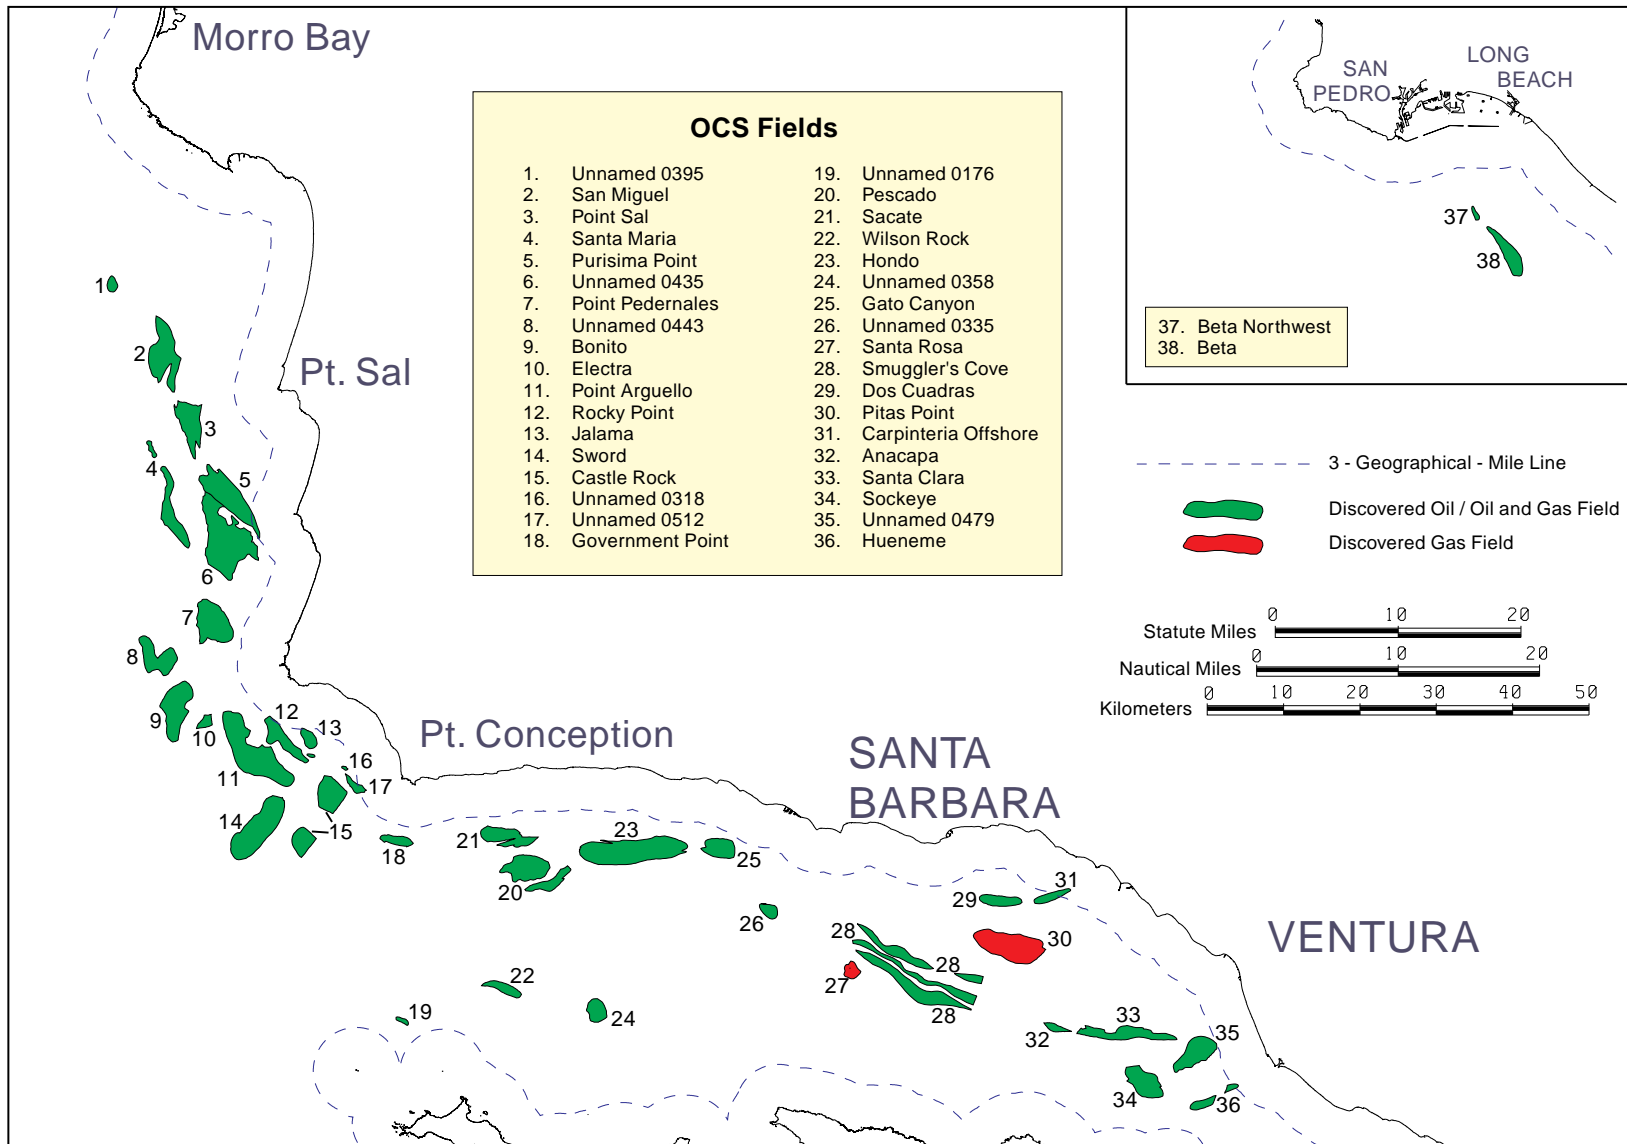 Morro Bay
Pt. Sal
Pt. Conception
SANTA
BARBARA
VENTURA
OCS Fields
1. Unnamed 0395
2. San Miguel
3. Point Sal
4. Santa Maria
5. Purisima Point
6. Unnamed 0435
7. Point Pedernales
8. Unnamed 0443
9. Bonito
10. Electra
11. Point Arguello
12. Rocky Point
13. Jalama
14. Sword
15. Castle Rock
16. Unnamed 0318
17. Unnamed 0512
18. Government Point
19. Unnamed 0176
20. Pescado
21. Sacate
22. Wilson Rock
23. Hondo
24. Unnamed 0358
25. Gato Canyon
26. Unnamed 0335
27. Santa Rosa
28. Smuggler's Cove
29. Dos Cuadras
30. Pitas Point
31. Carpinteria Offshore
32. Anacapa
33. Santa Clara
34. Sockeye
35. Unnamed 0479
36. Hueneme
SAN
PEDRO
LONG
BEACH
37
38
37. Beta Northwest
38. Beta
3 - Geographical - Mile Line
Discovered Oil / Oil and Gas Field
Discovered Gas Field
0 10 20
Statute Miles
0 10 20
Nautical Miles
0 10 20 30 40 50
Kilometers
1
2
3
4
5
6
7
8
9
10
11
12
13
14
15
16
17
18
19
20
21
22
23
24
25
26
27
28
28
28
29
30
31
32
33
34
35
36